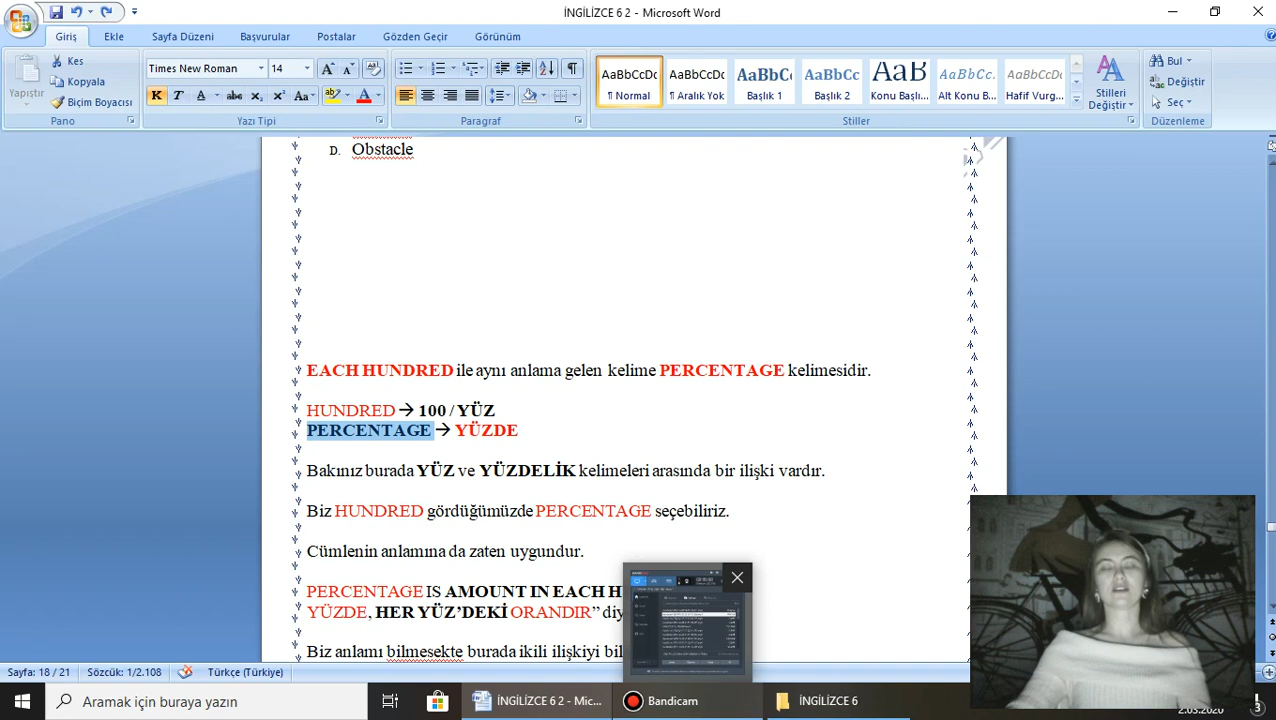 İNGİLİZCE 6 2 - Microsoft Word
Giriş Ekle Sayfa Düzeni Başvurular Postalar Gözden Geçir Görünüm
Yapıştır Kes Kopyala Biçim Boyacısı
Pano
Times New Roman 14
Yazı Tipi
Paragraf
AaBbCcDc AaBbCcDc AaBbCc AaBbCc AaB AaBbCc. AaBbCcDc
¶ Normal ¶ Aralık Yok Başlık 1 Başlık 2 Konu Başlı... Alt Konu B... Hafif Vurg...
Stilleri Değiştir
Stiller
Bul
Değiştir
Seç
Düzenleme
D. Obstacle
EACH HUNDRED ile aynı anlama gelen kelime PERCENTAGE kelimesidir.
HUNDRED → 100 / YÜZ
PERCENTAGE → YÜZDE
Bakınız burada YÜZ ve YÜZDELİK kelimeleri arasında bir ilişki vardır.
Biz HUNDRED gördüğümüzde PERCENTAGE seçebiliriz.
Cümlenin anlamına da zaten uygundur.
PERCENTAGE IS AMOUNT IN EACH H
YÜZDE, HER YÜZ'DEKİ ORANDIR” diy
Biz anlamı bilmesekte burada ikili ilişkiyi bil
Sayfa: 18 / 21
Türkçe (Türkiye)
Aramak için buraya yazın
İNGİLİZCE 6 2 - Mic...
Bandicam
İNGİLİZCE 6
2.03.2020
3